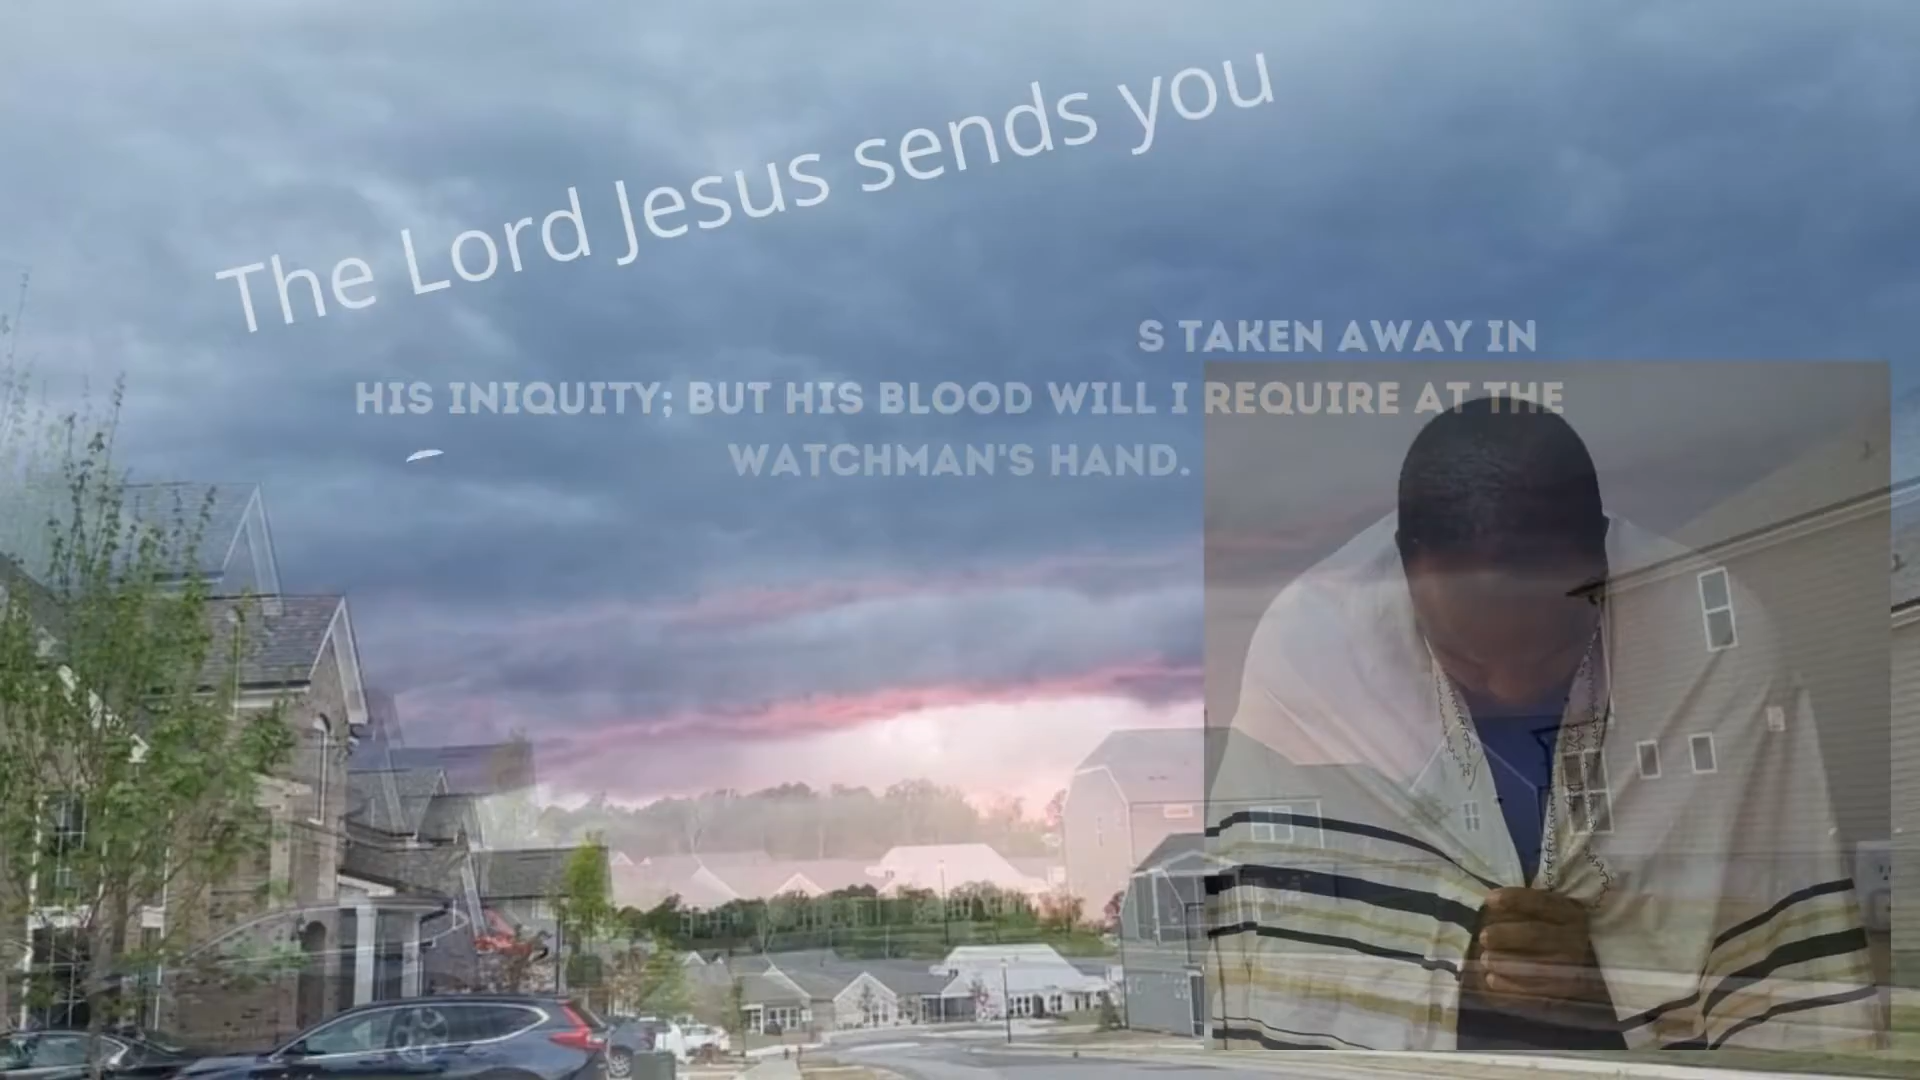 The Lord Jesus sends you
S TAKEN AWAY IN
HIS INIQUITY; BUT HIS BLOOD WILL I REQUIRE AT THE
WATCHMAN'S HAND.